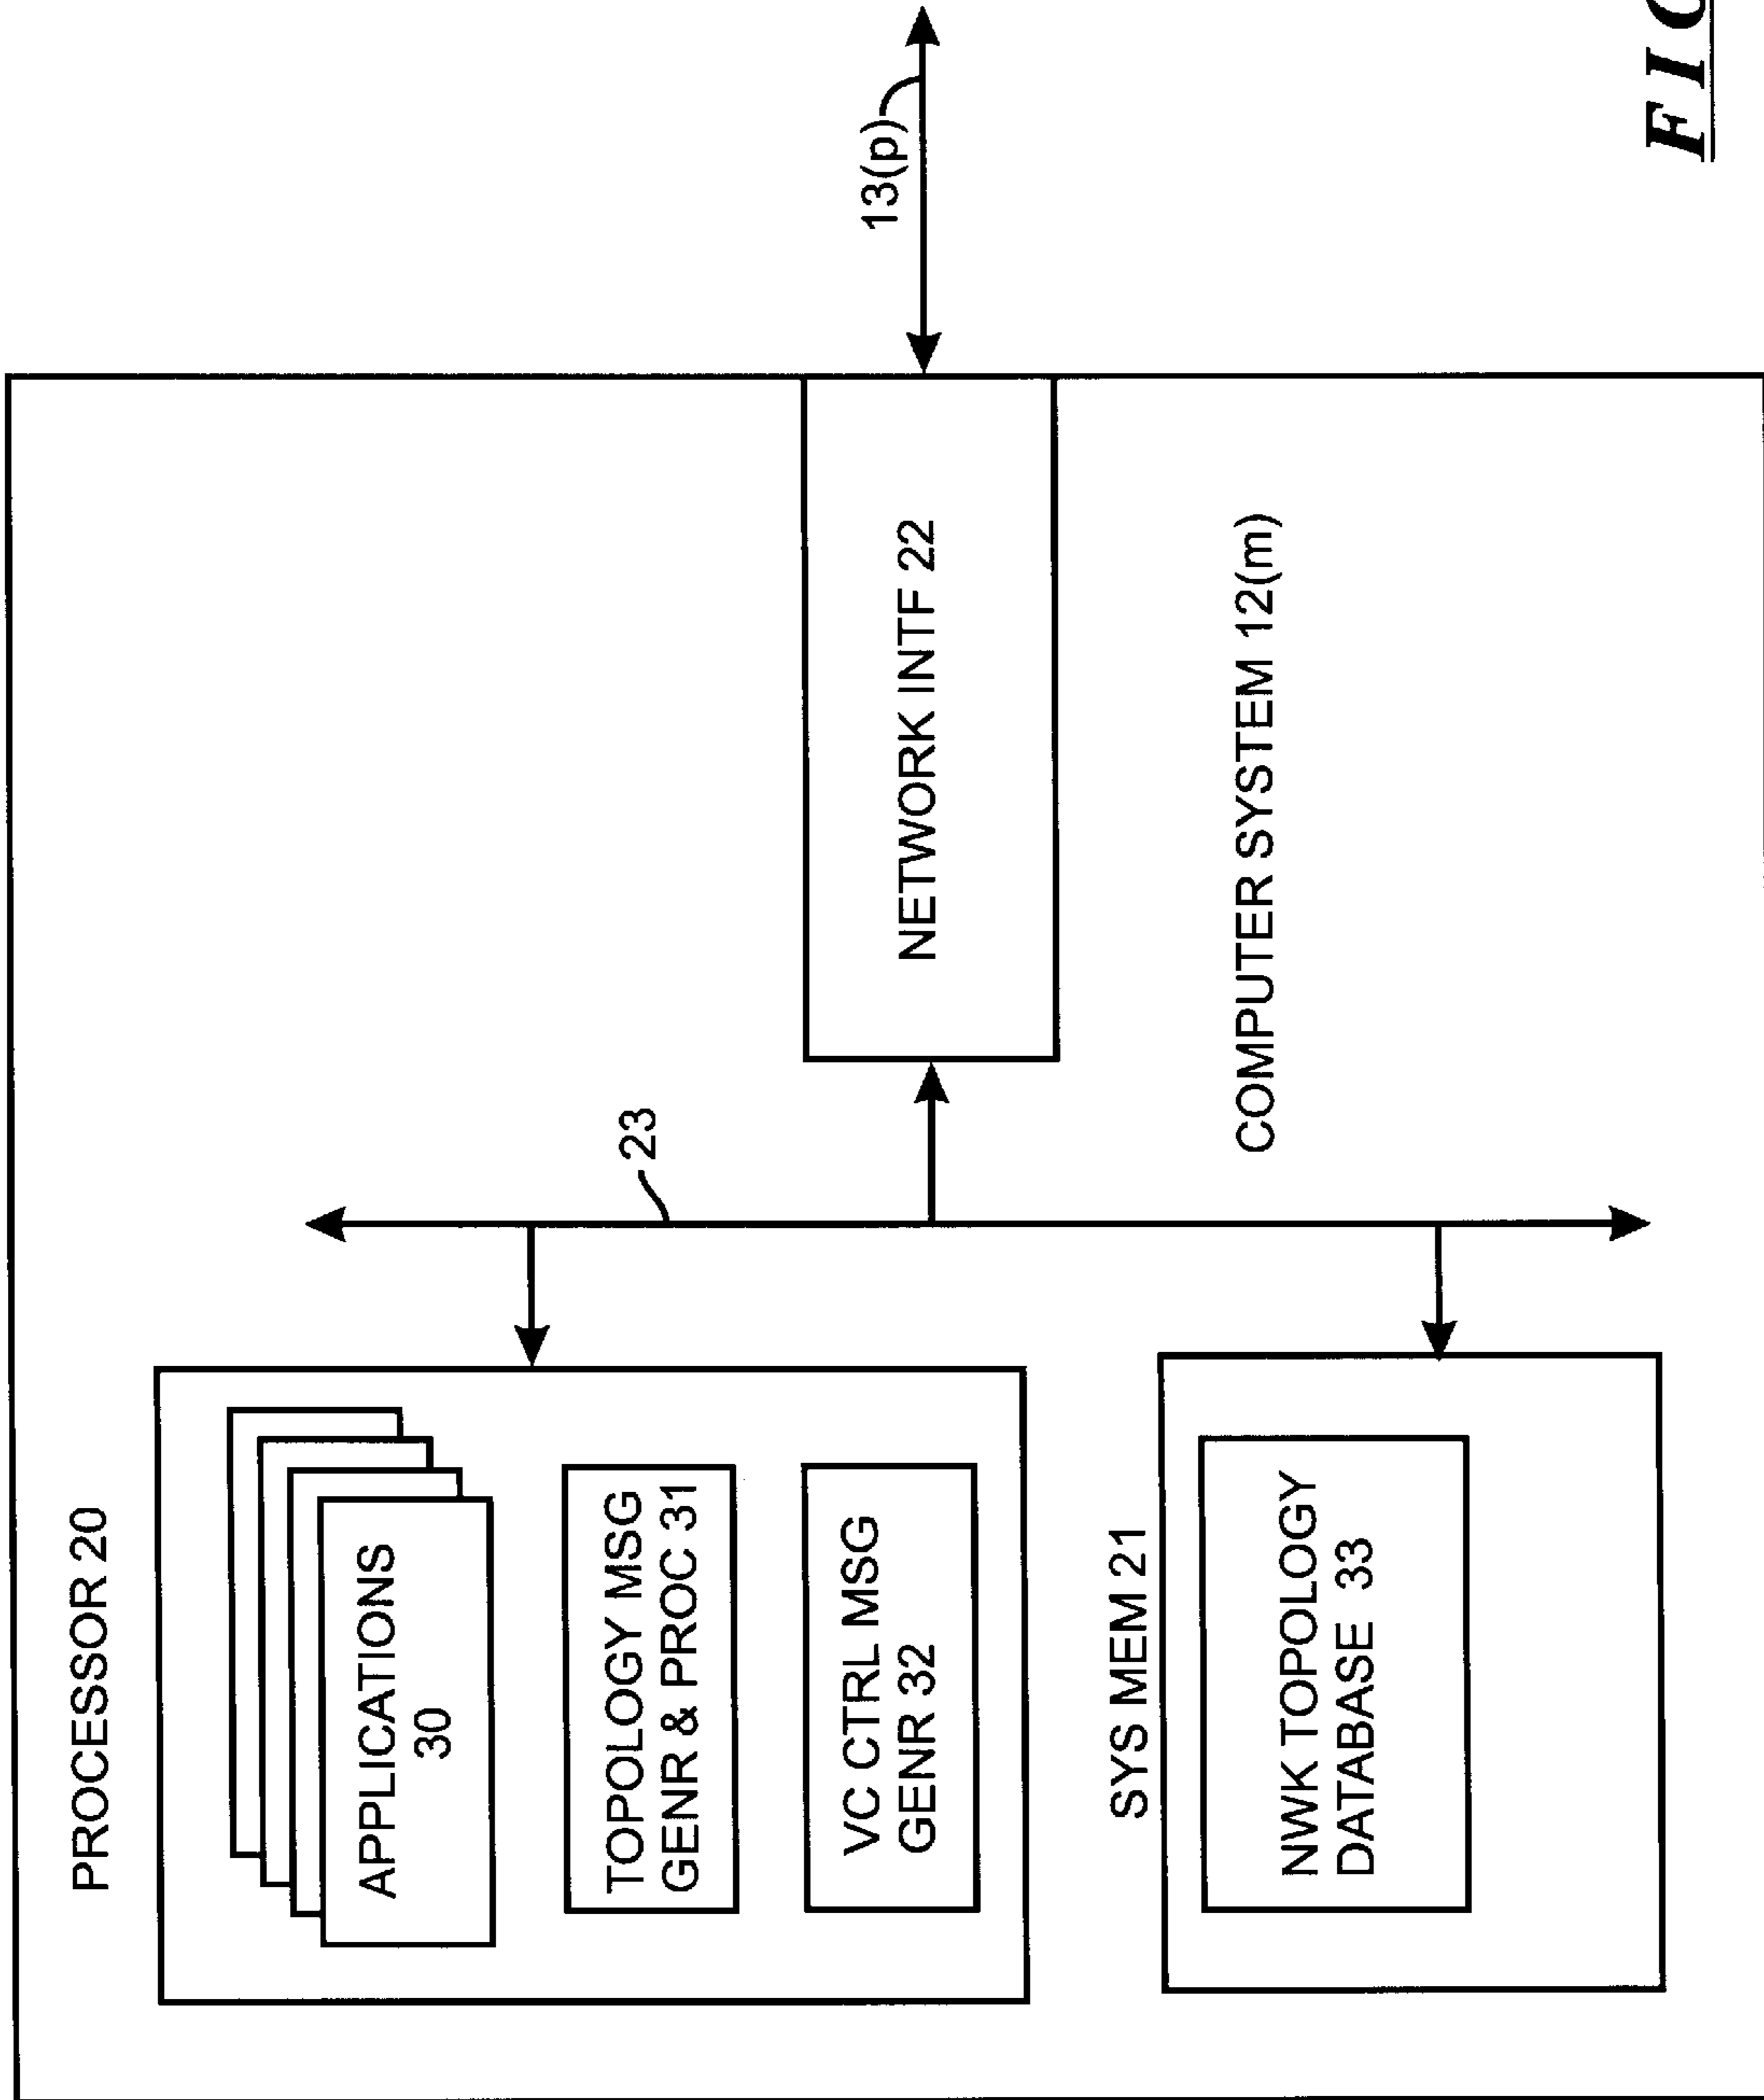 PROCESSOR 20
APPLICATIONS
30
TOPOLOGY MSG
GENR & PROC 31
VC CTRL MSG
GENR 32
SYS MEM 21
NWK TOPOLOGY
DATABASE 33
23
NETWORK INTF 22
COMPUTER SYSTEM 12(m)
13(p)